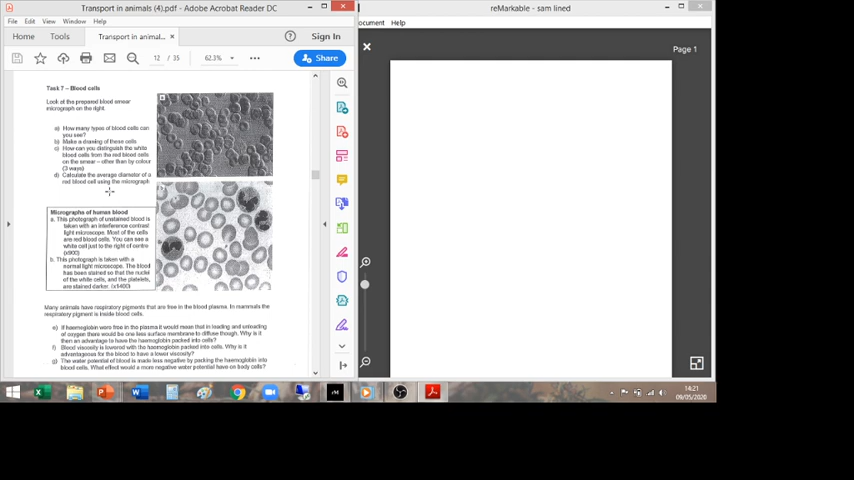 Transport in animals (4).pdf - Adobe Acrobat Reader DC
File Edit View Window Help
Home Tools Transport in animal... × Sign In
12 / 35 62.3% Share
Task 7 – Blood cells
Look at the prepared blood smear
micrograph on the right.
a) How many types of blood cells can
you see?
b) Make a drawing of these cells
c) How can you distinguish the white
blood cells from the red blood cells
on the smear – other than by colour
(3 ways)
d) Calculate the average diameter of a
red blood cell using the micrograph
Micrographs of human blood
a. This photograph of unstained blood is
taken with an interference contrast
light microscope. Most of the cells
are red blood cells. You can see a
white cell just to the right of centre
(x900)
b. This photograph is taken with a
normal light microscope. The blood
has been stained so that the nuclei
of the white cells, and the platelets,
are stained darker. (x1400)
Many animals have respiratory pigments that are free in the blood plasma. In mammals the
respiratory pigment is inside blood cells.
e) If haemoglobin were free in the plasma it would mean that in loading and unloading
of oxygen there would be one less surface membrane to diffuse though. Why is it
then an advantage to have the haemoglobin packed into cells?
f) Blood viscosity is lowered with the haemoglobin packed into cells. Why is it
advantageous for the blood to have a lower viscosity?
g) The water potential of blood is made less negative by packing the haemoglobin into
blood cells. What effect would a more negative water potential have on body cells?
reMarkable - sam lined
ocument Help
Page 1
14:21
09/05/2020